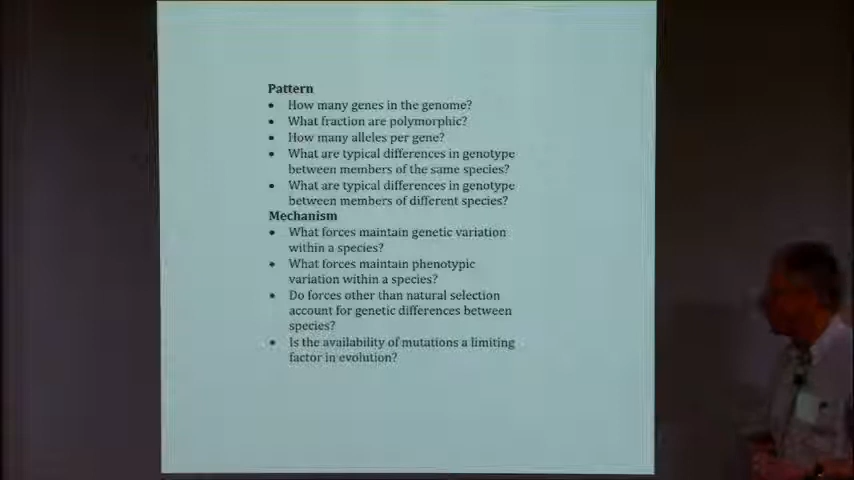 Pattern
• How many genes in the genome?
• What fraction are polymorphic?
• How many alleles per gene?
• What are typical differences in genotype
between members of the same species?
• What are typical differences in genotype
between members of different species?
Mechanism
• What forces maintain genetic variation
within a species?
• What forces maintain phenotypic
variation within a species?
• Do forces other than natural selection
account for genetic differences between
species?
• Is the availability of mutations a limiting
factor in evolution?